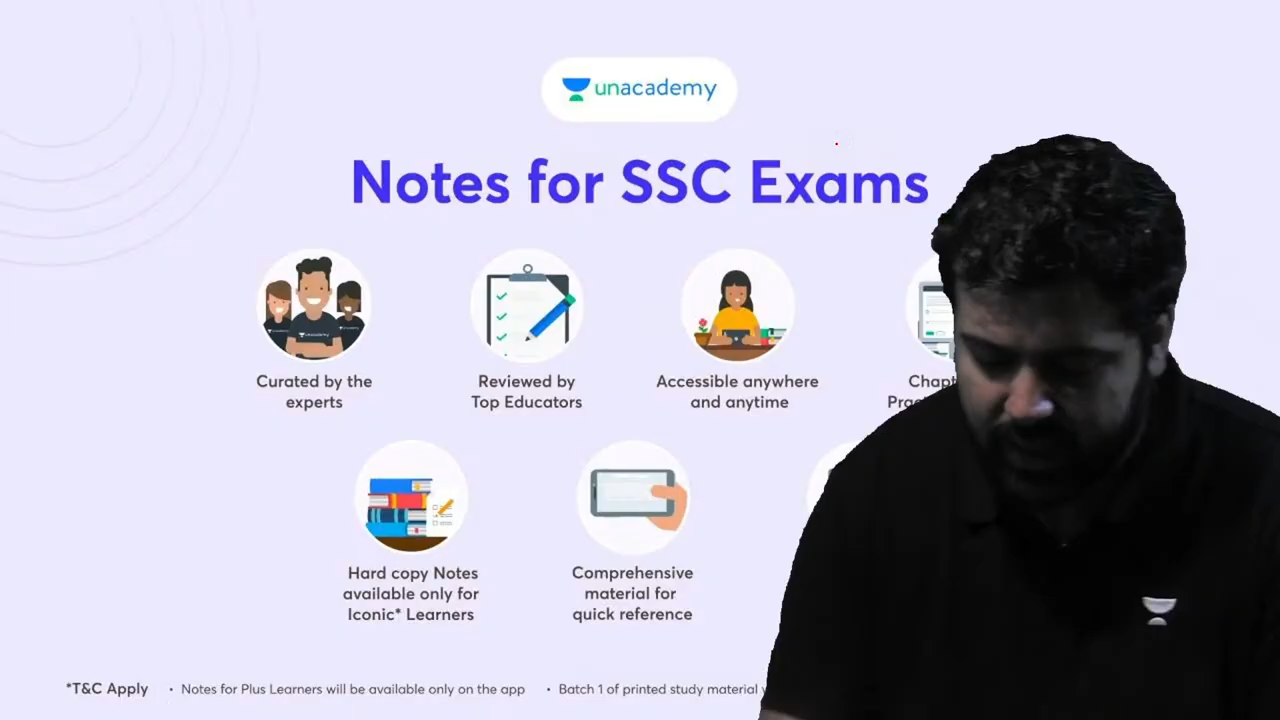 unacademy
Notes for SSC Exams
Curated by the
experts
Reviewed by
Top Educators
Accessible anywhere
and anytime
Hard copy Notes
available only for
Iconic* Learners
Comprehensive
material for
quick reference
*T&C Apply
• Notes for Plus Learners will be available only on the app
• Batch 1 of printed study material